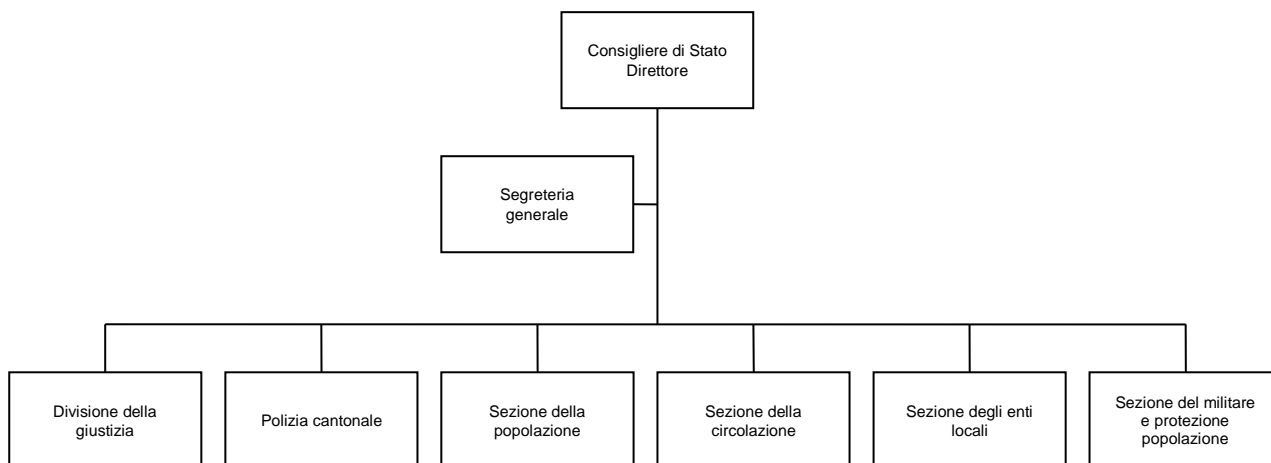 Consigliere di Stato
Direttore
Segreteria
generale
Divisione della
giustizia
Polizia cantonale
Sezione della
popolazione
Sezione della
circolazione
Sezione degli enti
locali
Sezione del militare
e protezione
popolazione